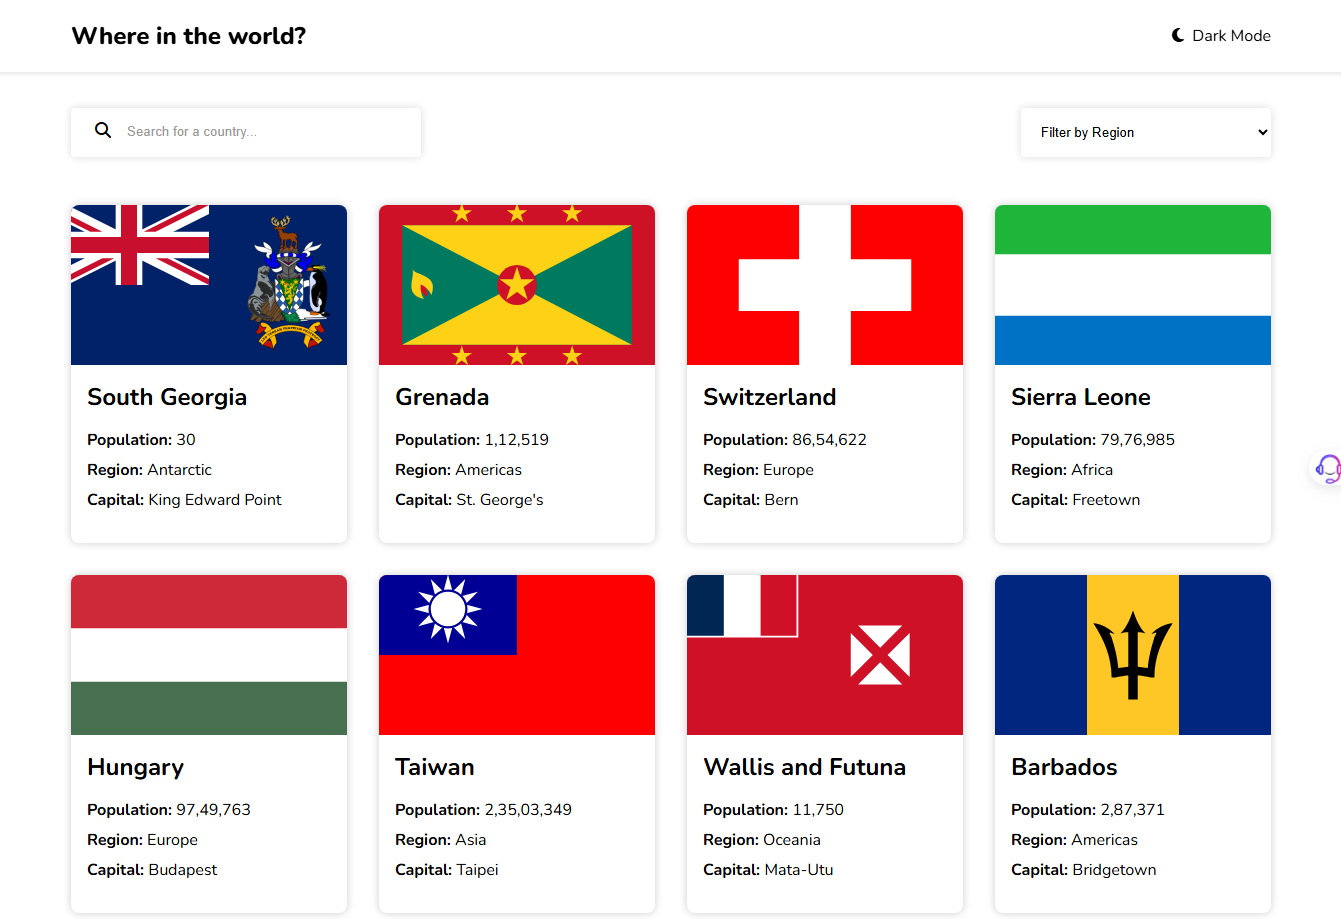 Where in the world?
Dark Mode
Search for a country...
Filter by Region
South Georgia
Population: 30
Region: Antarctic
Capital: King Edward Point
Grenada
Population: 1,12,519
Region: Americas
Capital: St. George's
Switzerland
Population: 86,54,622
Region: Europe
Capital: Bern
Sierra Leone
Population: 79,76,985
Region: Africa
Capital: Freetown
Hungary
Population: 97,49,763
Region: Europe
Capital: Budapest
Taiwan
Population: 2,35,03,349
Region: Asia
Capital: Taipei
Wallis and Futuna
Population: 11,750
Region: Oceania
Capital: Mata-Utu
Barbados
Population: 2,87,371
Region: Americas
Capital: Bridgetown